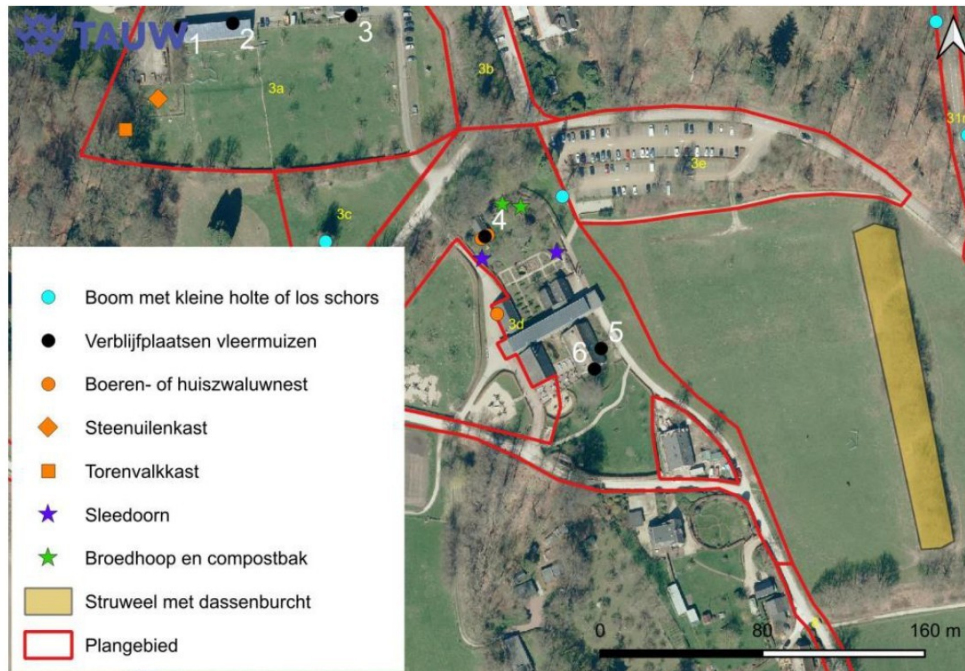 TAUW
1
2
3
3a
3b
3e
31
3c
4
3d
5
6
Boom met kleine holte of los schors
Verblijfplaatsen vleermuizen
Boeren- of huiszwaluwnest
Steenuilenkast
Torenvalkkast
Sleedoorn
Broedhoop en compostbak
Struweel met dassenburcht
Plangebied
0
80
160 m